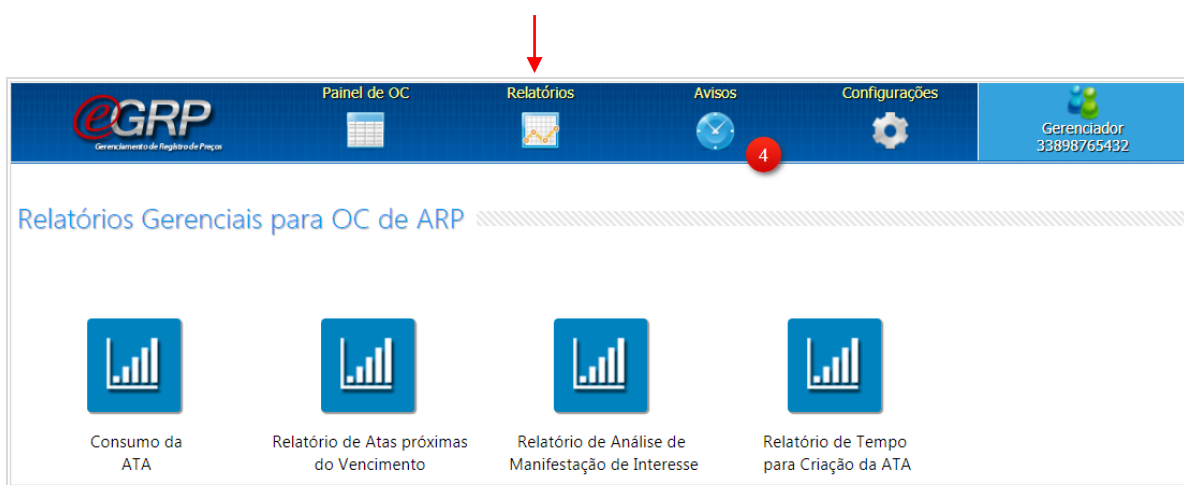 Painel de OC
Relatórios
Avisos
Configurações
eGRP
Gerenciamento de Registro de Preços
4
Gerenciador
33898765432
Relatórios Gerenciais para OC de ARP
Consumo da
ATA
Relatório de Atas próximas
do Vencimento
Relatório de Análise de
Manifestação de Interesse
Relatório de Tempo
para Criação da ATA